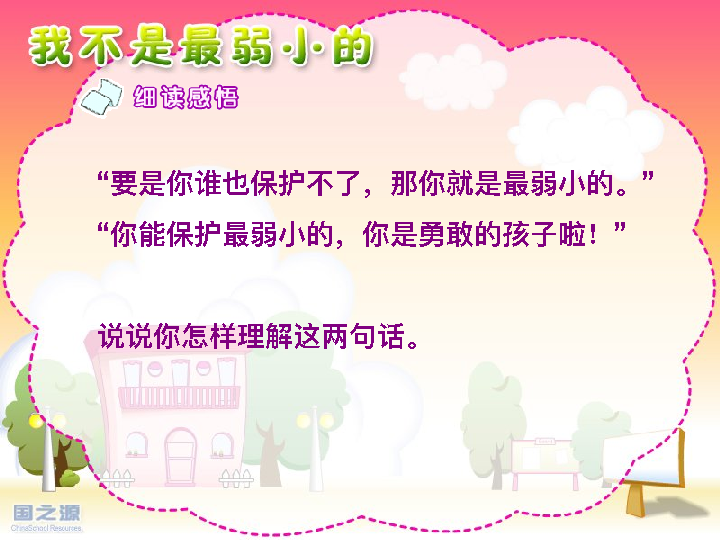 我不是最弱小的
细读感悟
“要是你谁也保护不了，那你就是最弱小的。”
“你能保护最弱小的，你是勇敢的孩子啦！”
说说你怎样理解这两句话。
国之源
ChinaSchool Resources